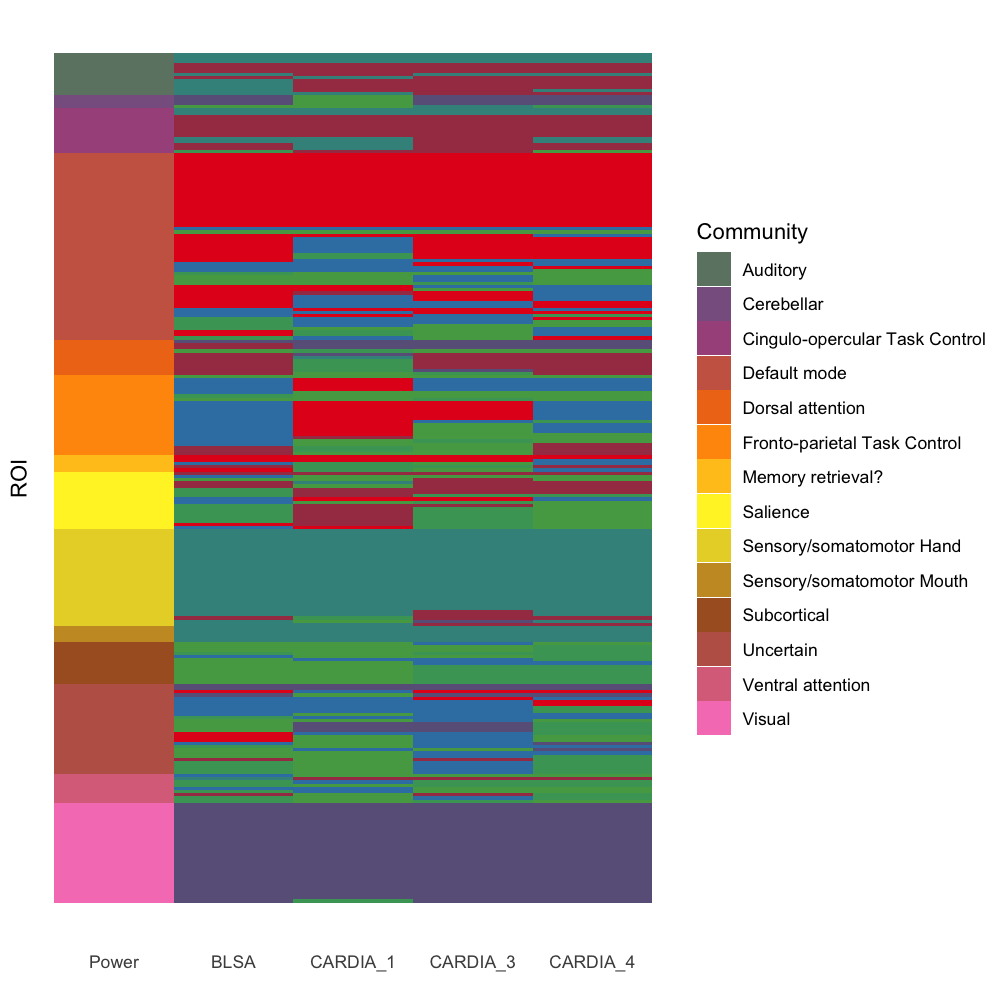 Community
Auditory
Cerebellar
Cingulo-opercular Task Control
Default mode
Dorsal attention
Fronto-parietal Task Control
Memory retrieval?
Salience
Sensory/somatomotor Hand
Sensory/somatomotor Mouth
Subcortical
Uncertain
Ventral attention
Visual
ROI
Power BLSA CARDIA_1 CARDIA_3 CARDIA_4